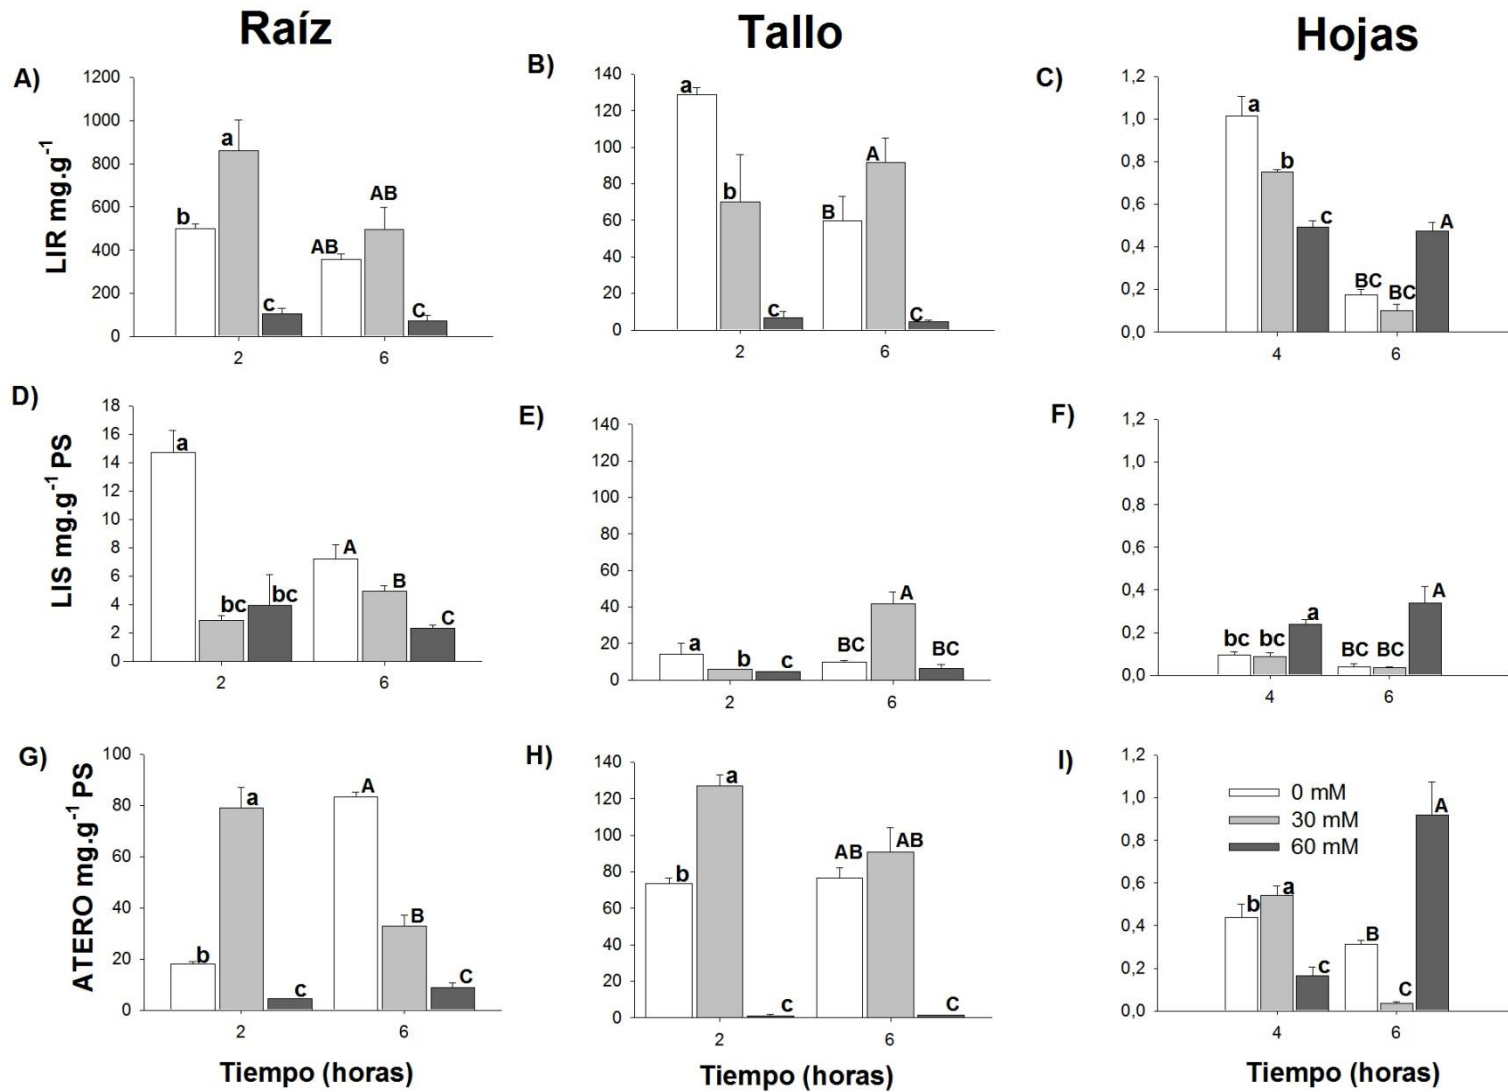 Raíz
Tallo
Hojas
A)
LIR mg.g⁻¹
1200
1000
800
600
400
200
0
b
a
c
AB
AB
C
2
6
B)
140
120
100
80
60
40
20
0
a
b
c
B
A
C
2
6
C)
1,2
1,0
0,8
0,6
0,4
0,2
0,0
a
b
c
BC
BC
A
4
6
D)
LIS mg.g⁻¹ PS
18
16
14
12
10
8
6
4
2
0
a
bc
bc
A
B
C
2
6
E)
140
120
100
80
60
40
20
0
a
b
c
BC
A
BC
2
6
F)
1,2
1,0
0,8
0,6
0,4
0,2
0,0
bc
bc
a
BC
BC
A
4
6
G)
ATERO mg.g⁻¹ PS
100
80
60
40
20
0
b
a
c
A
B
C
2
6
Tiempo (horas)
H)
140
120
100
80
60
40
20
0
b
a
c
AB
AB
C
2
6
Tiempo (horas)
I)
1,2
1,0
0,8
0,6
0,4
0,2
0,0
0 mM
30 mM
60 mM
b
a
c
B
C
A
4
6
Tiempo (horas)